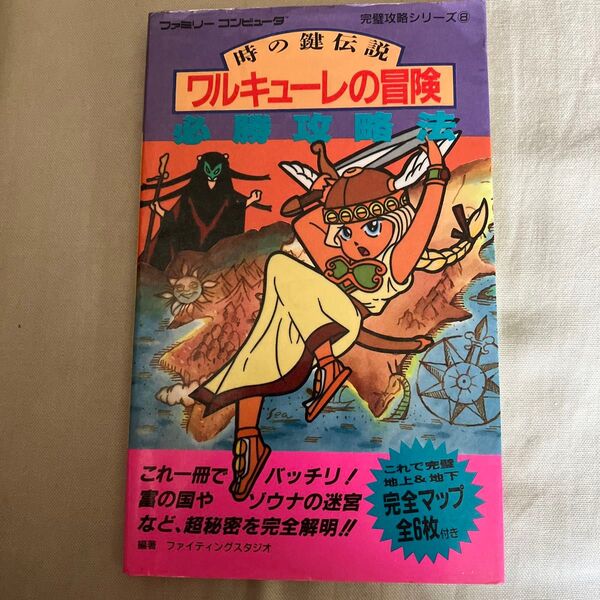 ファミリー コンピュータ™
完璧攻略シリーズ⑧
時の鍵伝説
ワルキューレの冒険
必勝攻略法
Sea
これ一冊で バッチリ！
富の国や ゾウナの迷宮
など、超秘密を完全解明!!
編著 ファイティングスタジオ
これで完璧
地上&地下
完全マップ
全6枚付き